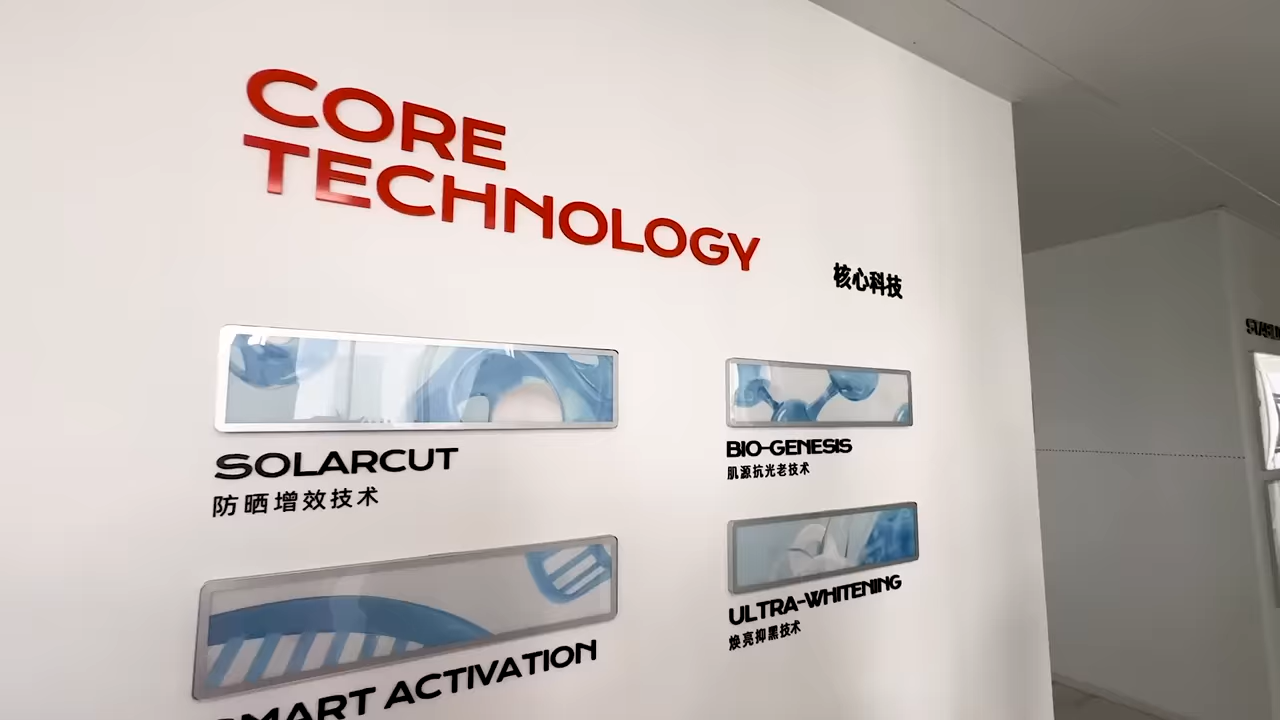 CORE
TECHNOLOGY
核心科技
SOLARCUT
防晒增效技术
BIO-GENESIS
肌源抗光老技术
SMART ACTIVATION
ULTRA-WHITENING
焕亮抑黑技术